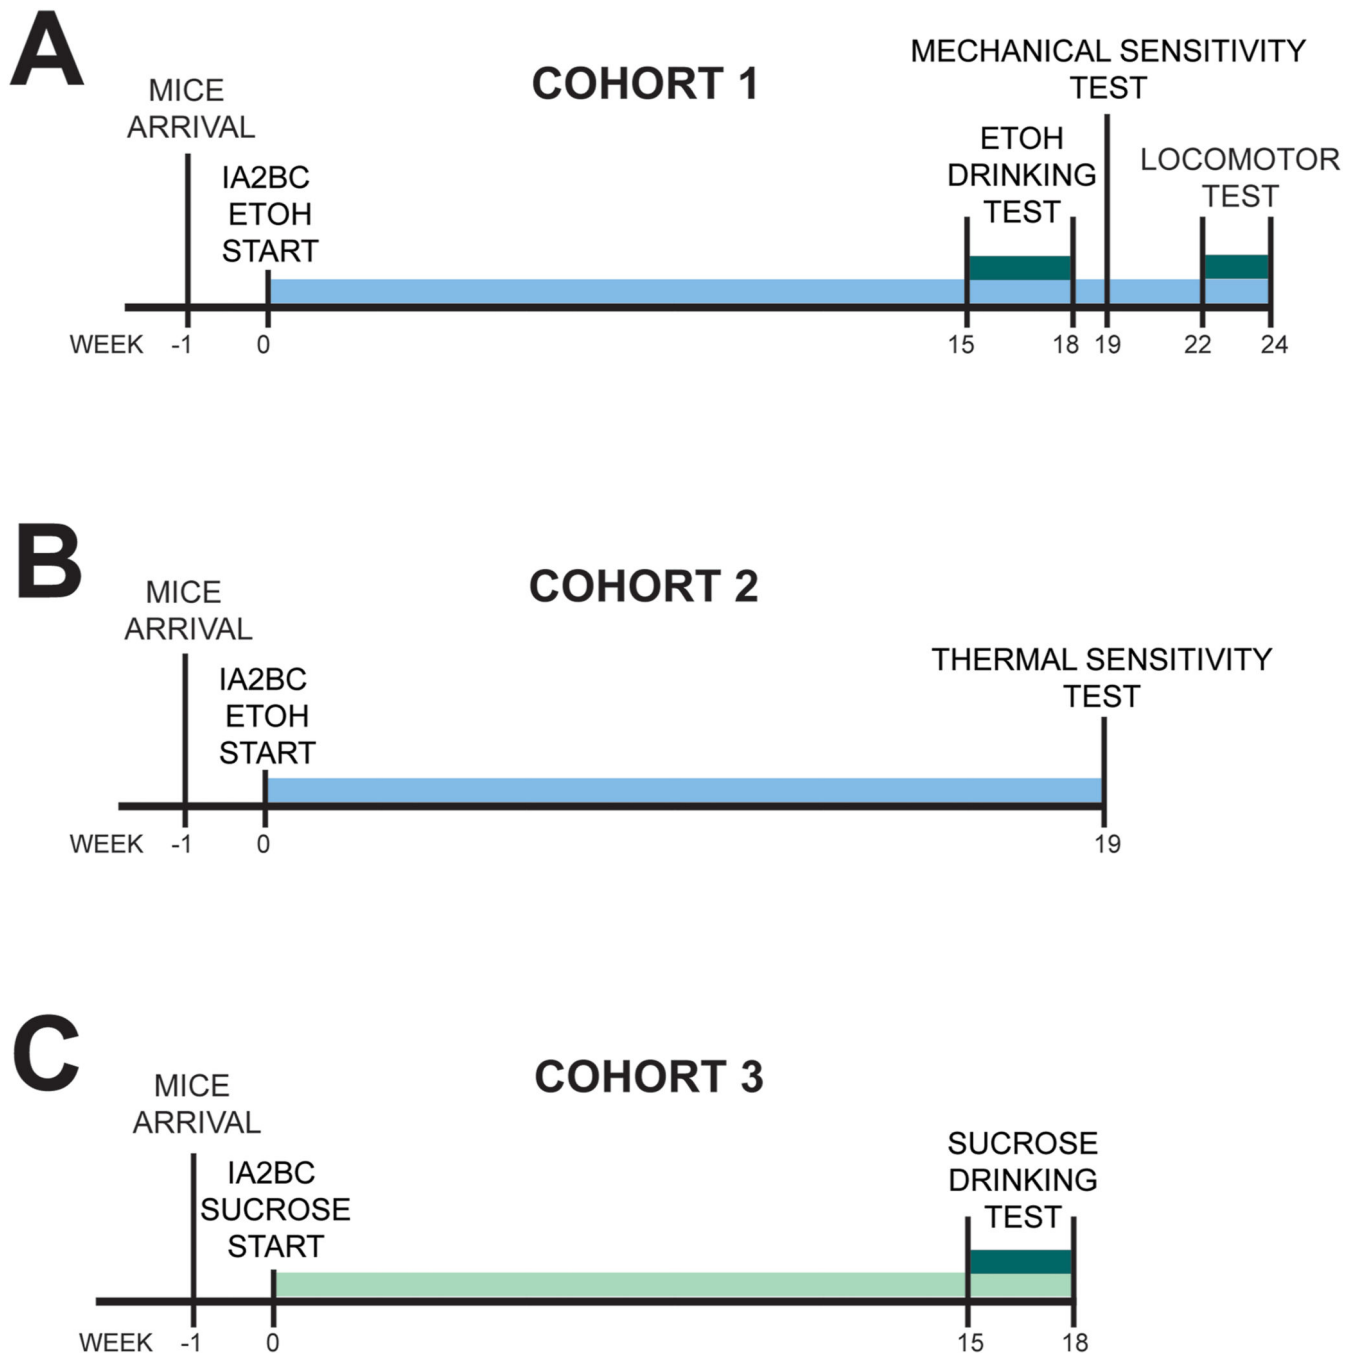 A
COHORT 1
MICE
ARRIVAL
IA2BC
ETOH
START
ETOH
DRINKING
TEST
MECHANICAL SENSITIVITY
TEST
LOCOMOTOR
TEST
WEEK -1 0 15 18 19 22 24
B
COHORT 2
MICE
ARRIVAL
IA2BC
ETOH
START
THERMAL SENSITIVITY
TEST
WEEK -1 0 19
C
COHORT 3
MICE
ARRIVAL
IA2BC
SUCROSE
START
SUCROSE
DRINKING
TEST
WEEK -1 0 15 18